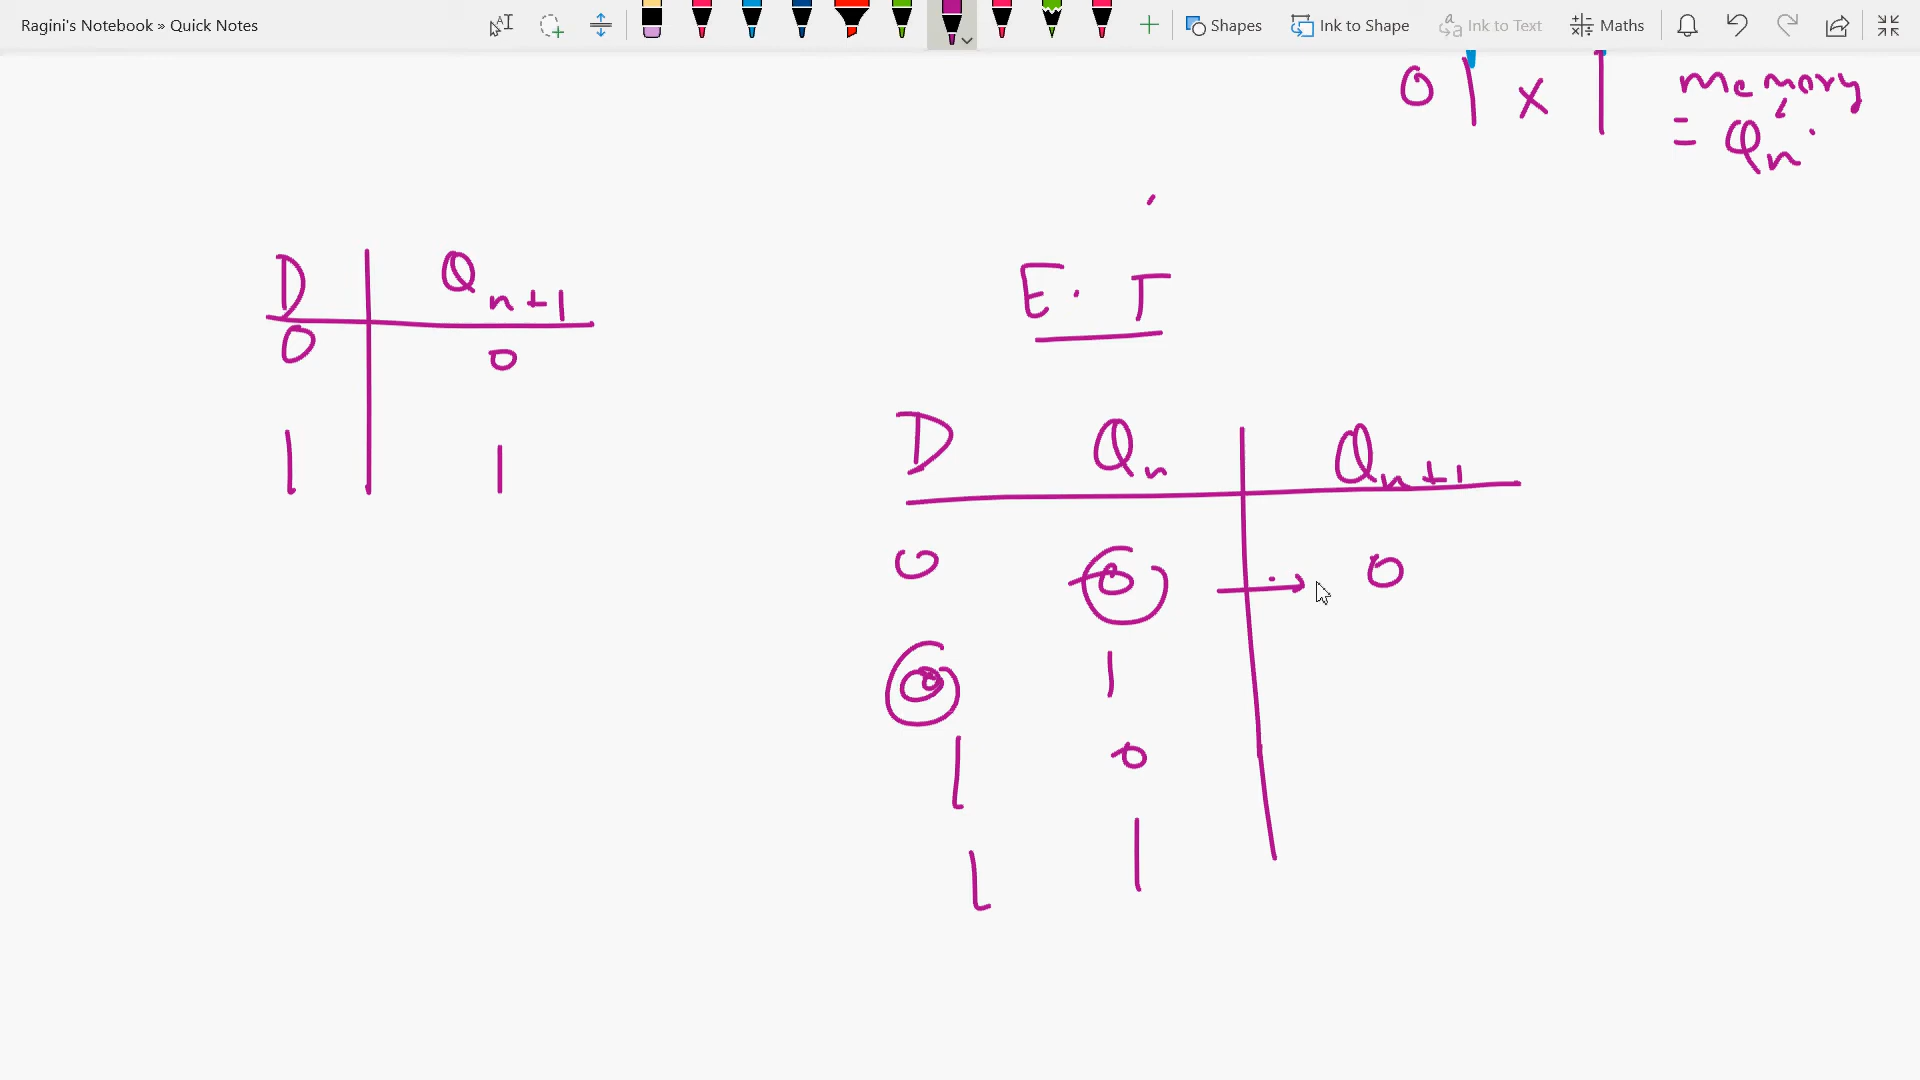 Ragini's Notebook » Quick Notes
Shapes
Ink to Shape
Ink to Text
Maths
0 | x | memory
= Qn
D | Qn+1
0 | 0
1 | 1
E. T
D Qn | Qn+1
0 0 → 0
0 1
1 0
1 1